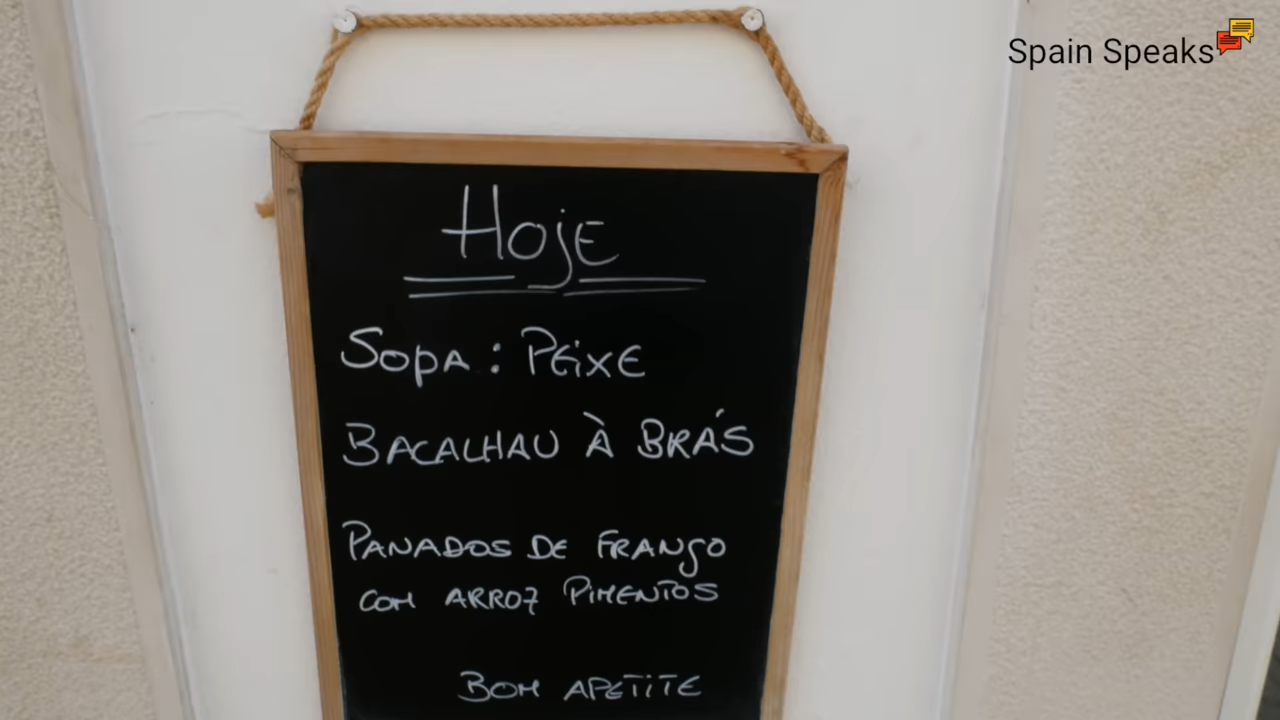 Spain Speaks
Hoje
Sopa: Peixe
BACALHAU À BRÁS
PANADOS DE FRANGO
COM ARROZ PIMENTOS
BOM APETITE